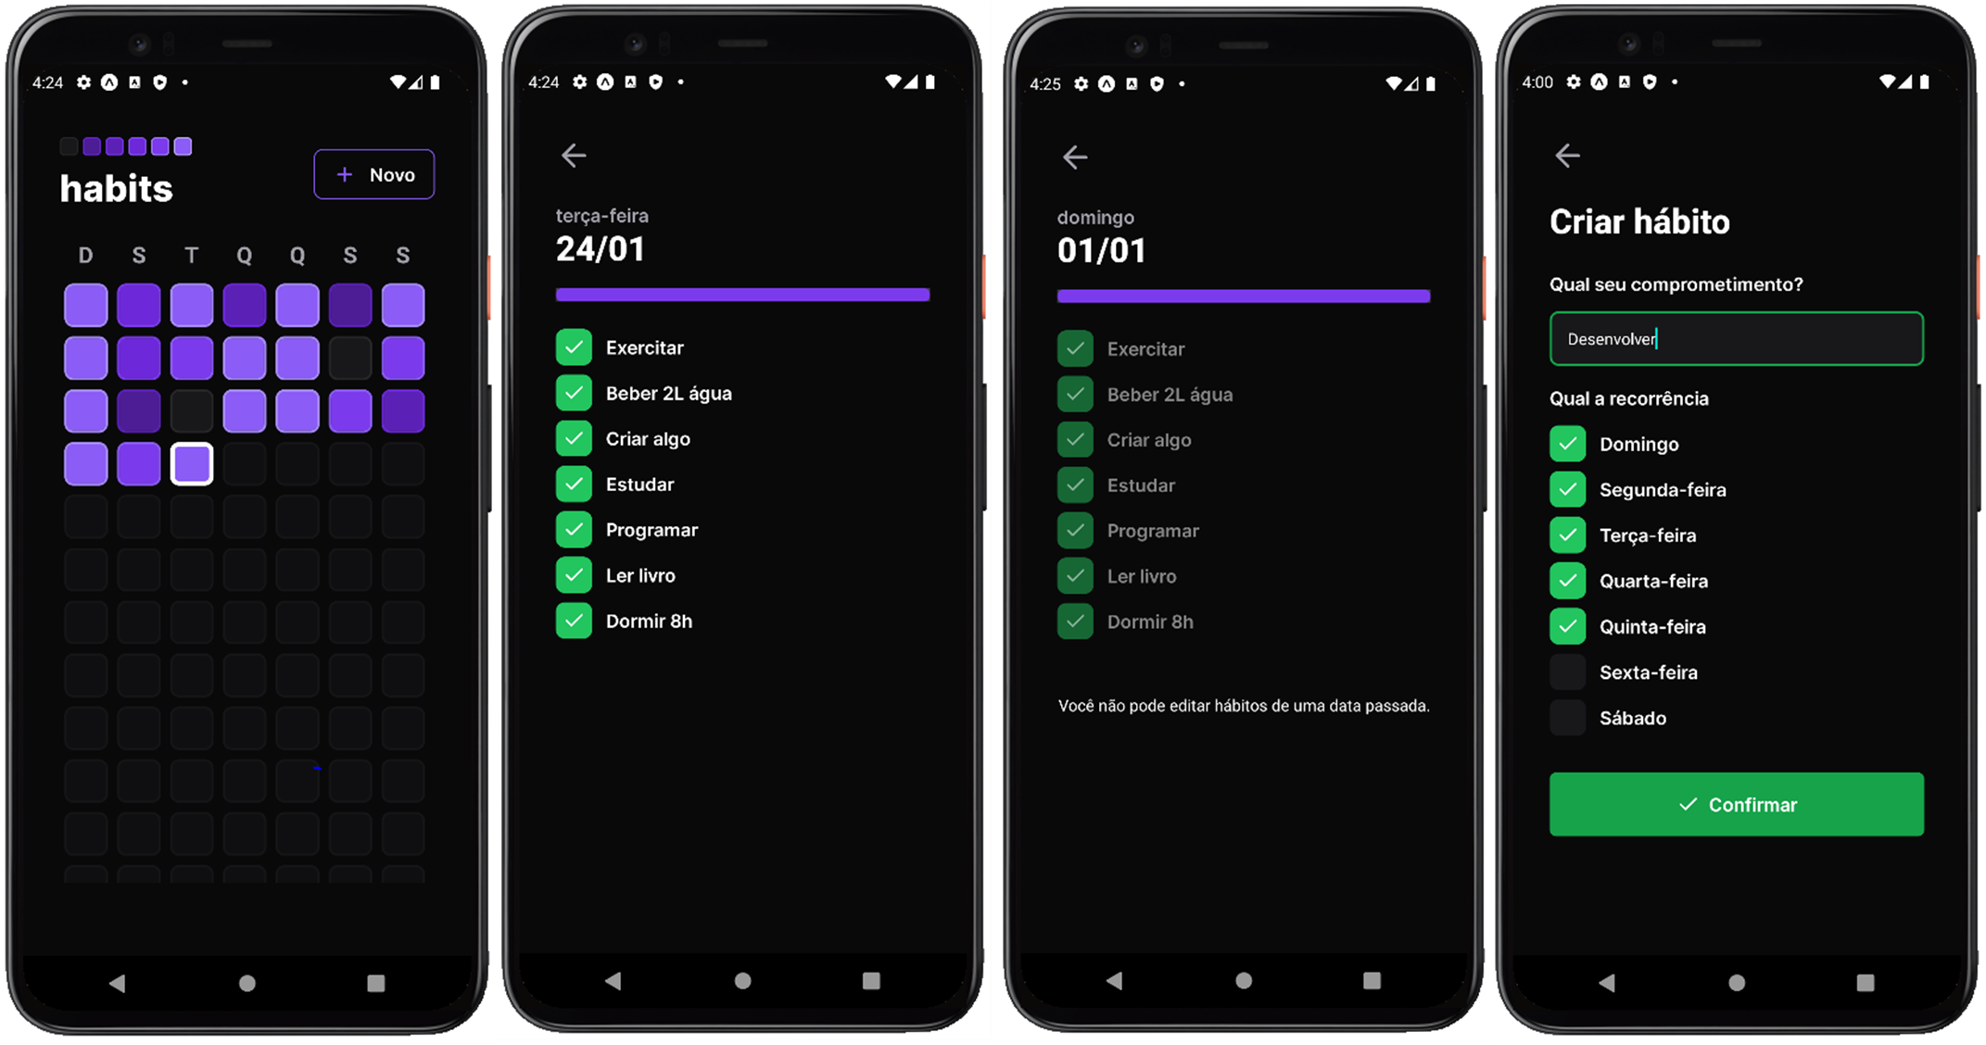 4:24
habits
+ Novo
D S T Q Q S S
4:24
terça-feira
24/01
Exercitar
Beber 2L água
Criar algo
Estudar
Programar
Ler livro
Dormir 8h
4:25
domingo
01/01
Exercitar
Beber 2L água
Criar algo
Estudar
Programar
Ler livro
Dormir 8h
Você não pode editar hábitos de uma data passada.
4:00
Criar hábito
Qual seu comprometimento?
Desenvolver
Qual a recorrência
Domingo
Segunda-feira
Terça-feira
Quarta-feira
Quinta-feira
Sexta-feira
Sábado
Confirmar